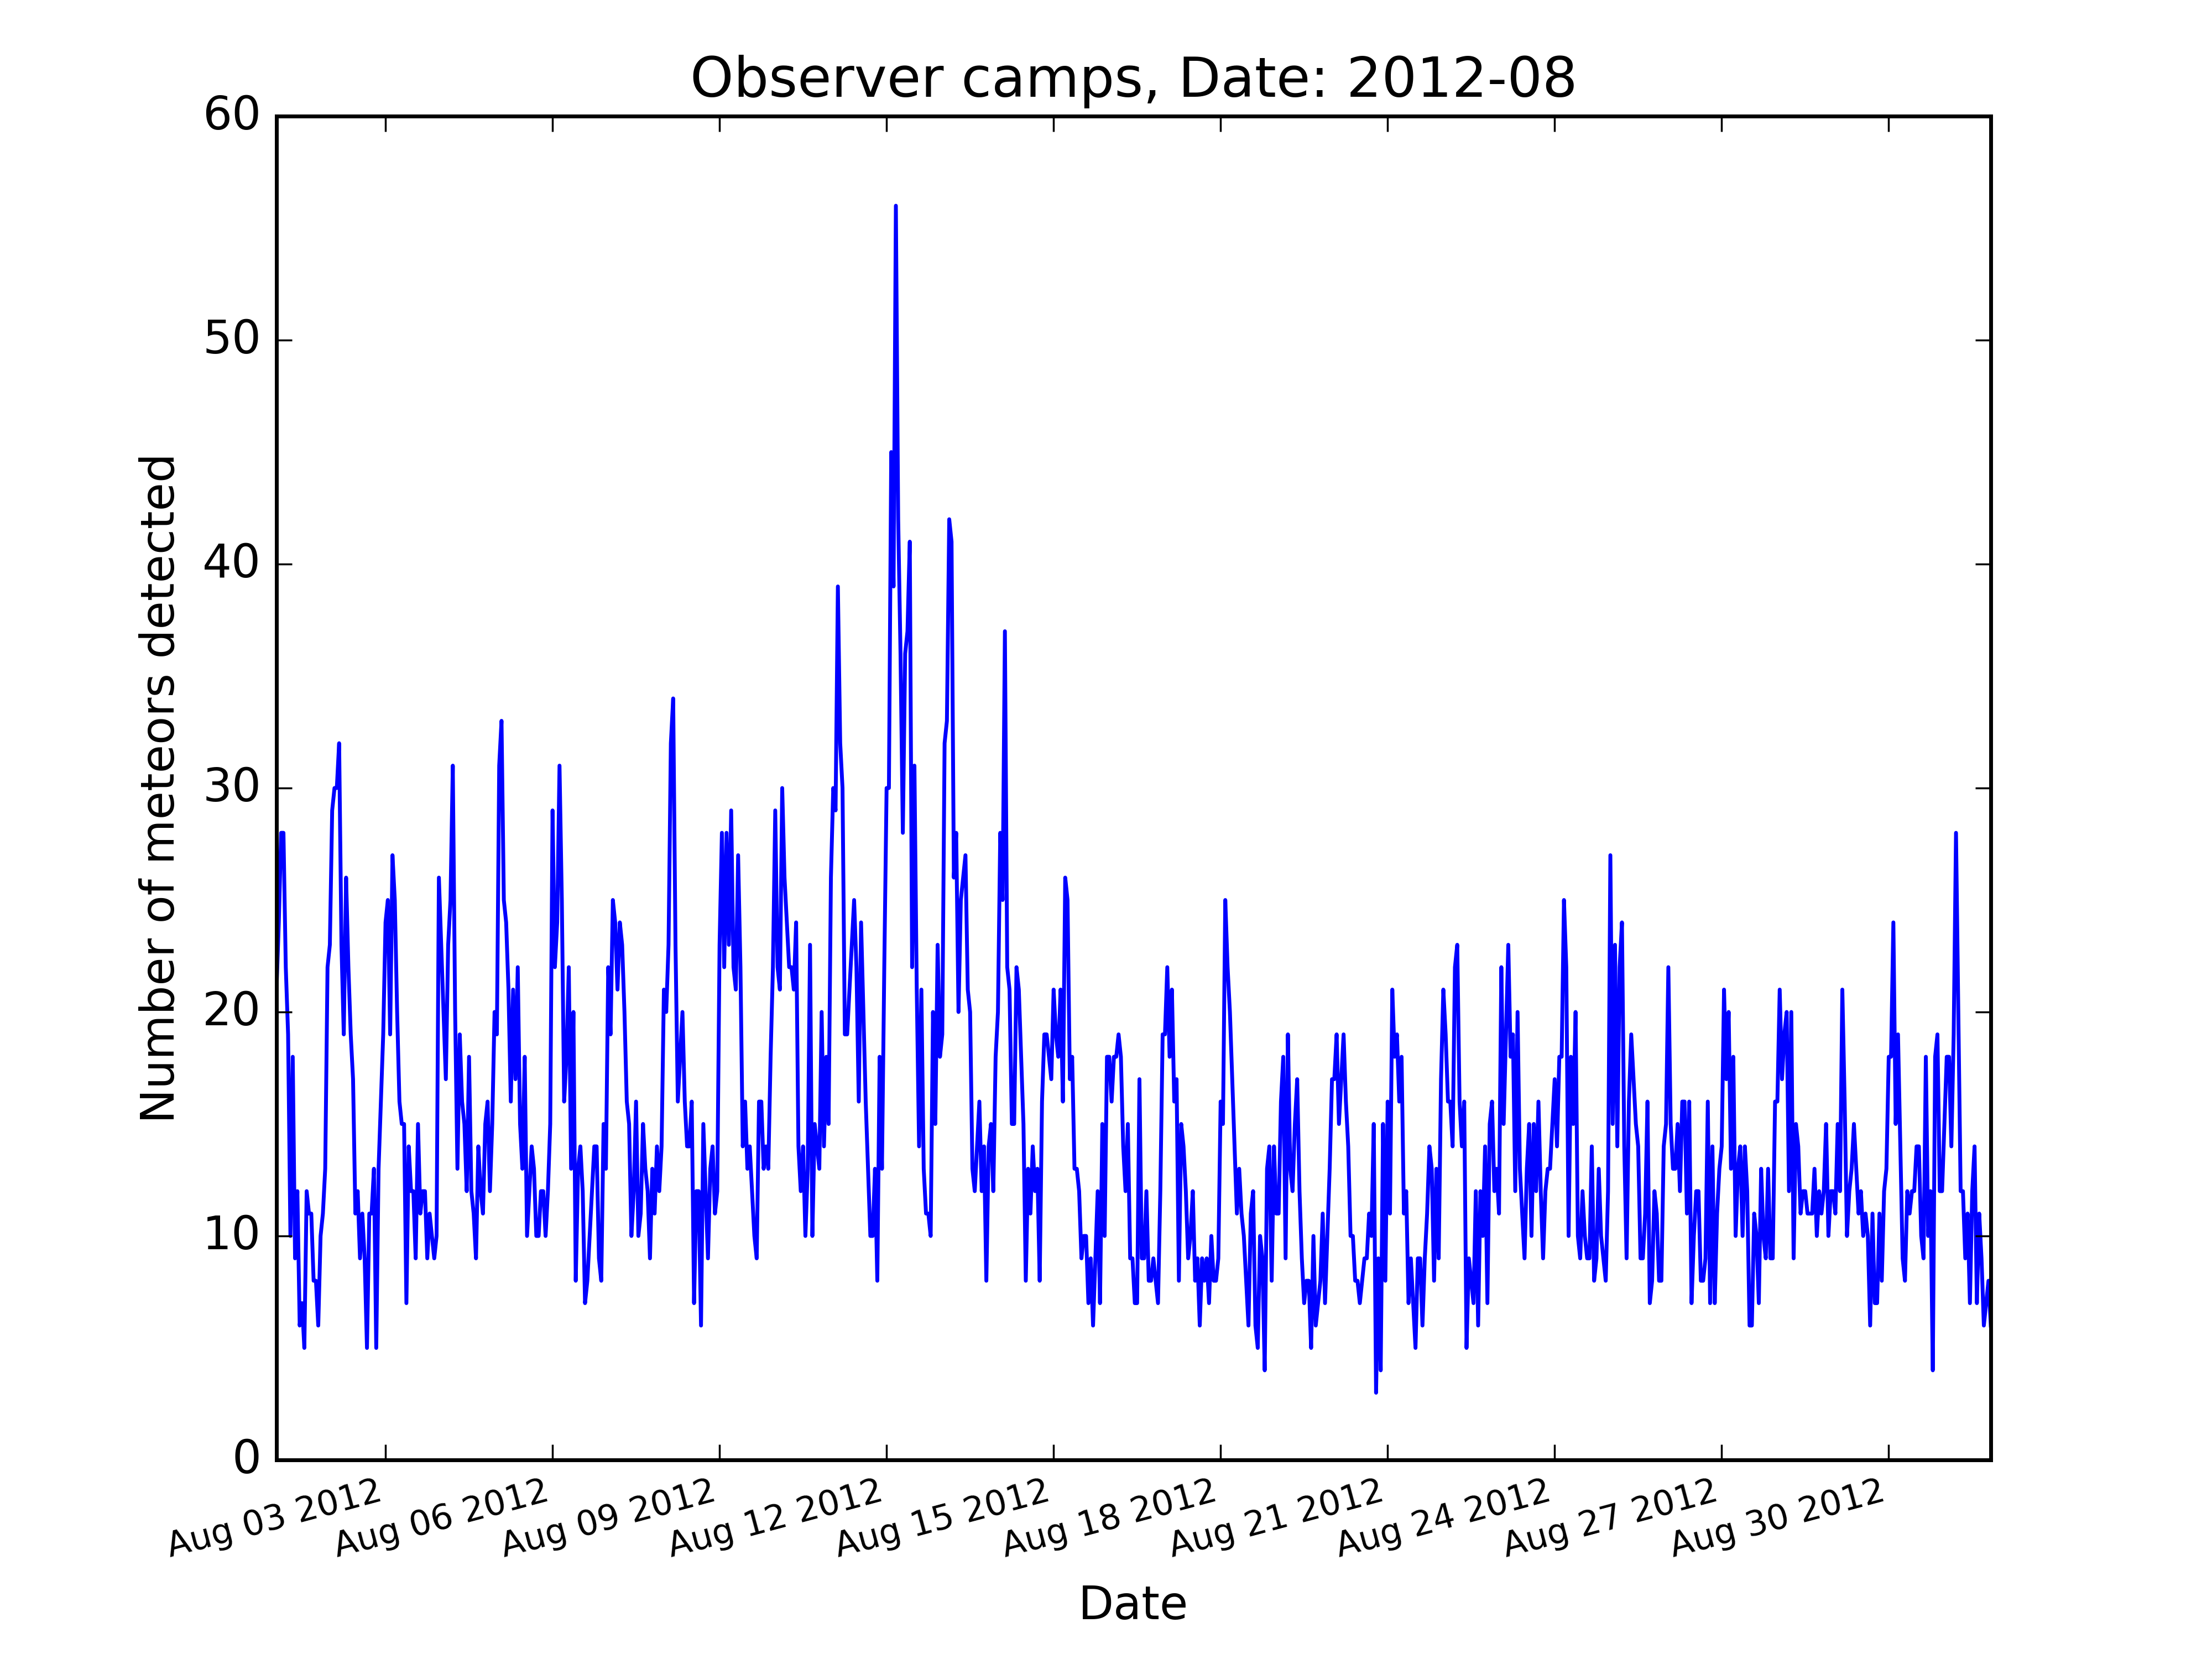 Observer camps, Date: 2012-08
60
50
40
30
20
10
0
Number of meteors detected
Aug 03 2012
Aug 06 2012
Aug 09 2012
Aug 12 2012
Aug 15 2012
Aug 18 2012
Aug 21 2012
Aug 24 2012
Aug 27 2012
Aug 30 2012
Date